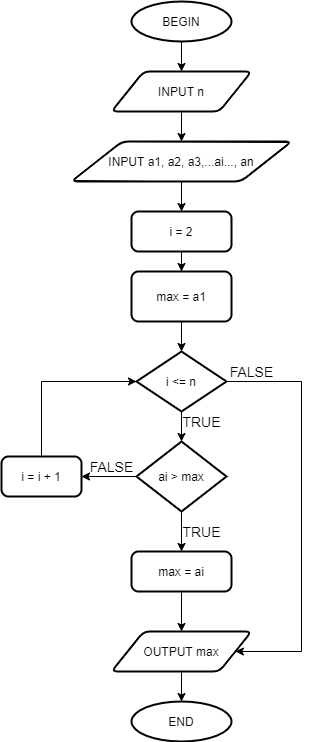 BEGIN
INPUT n
INPUT a1, a2, a3,...ai..., an
i = 2
max = a1
i <= n
FALSE
TRUE
ai > max
FALSE
i = i + 1
TRUE
max = ai
OUTPUT max
END